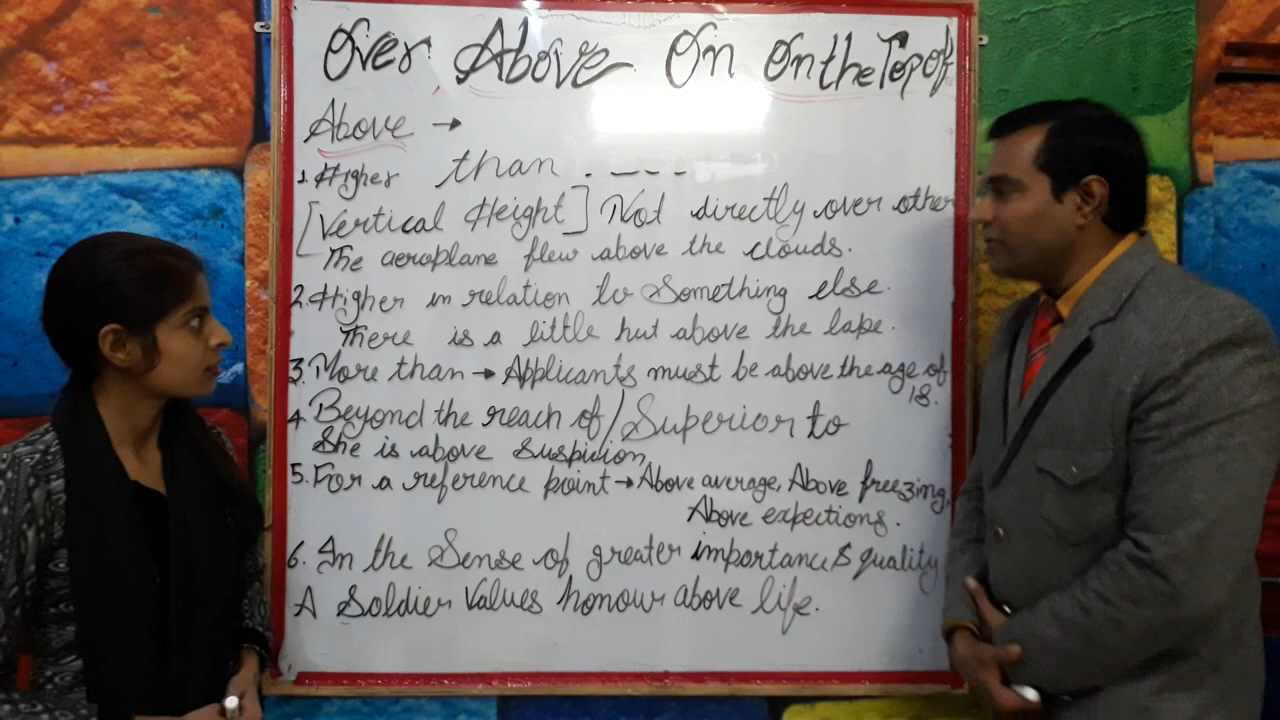 Over Above On On the Top of
Above →
1. Higher than . - - - -
[Vertical Height] Not directly over other
The aeroplane flew above the clouds.
2. Higher in relation to Something else.
There is a little hut above the lape.
3. More than → Applicants must be above the age of
18.
4. Beyond the reach of / Superior to
She is above suspicion
5. For a reference point → Above average, Above freezing,
Above expections.
6. In the Sense of greater importance & quality
A Soldier Values honour above life.